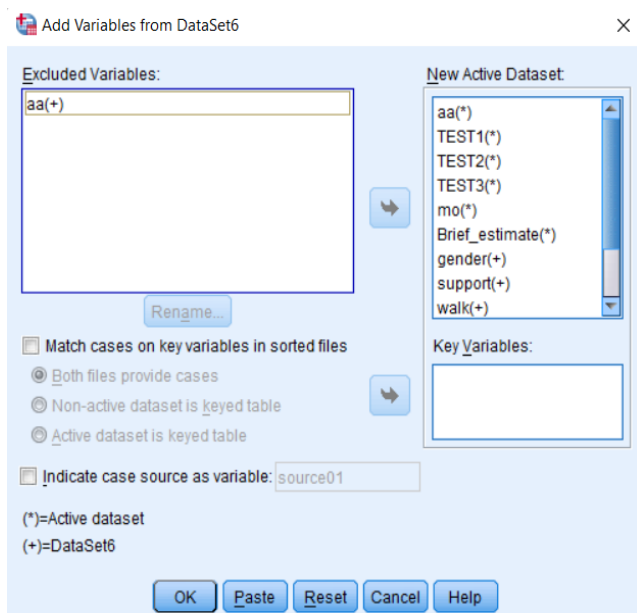 Add Variables from DataSet6
Excluded Variables:
aa(+)
Rename...
Match cases on key variables in sorted files
Both files provide cases
Non-active dataset is keyed table
Active dataset is keyed table
Indicate case source as variable: source01
(*)=Active dataset
(+)=DataSet6
New Active Dataset:
aa(*)
TEST1(*)
TEST2(*)
TEST3(*)
mo(*)
Brief_estimate(*)
gender(+)
support(+)
walk(+)
Key Variables:
OK Paste Reset Cancel Help